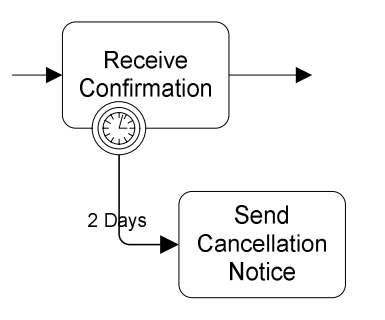 Receive
Confirmation
2 Days
Send
Cancellation
Notice